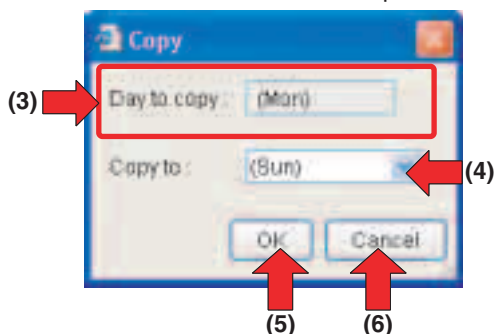 Copy
(3)
Day to copy : (Mon)
Copy to : (Sun)
(4)
OK Cancel
(5) (6)